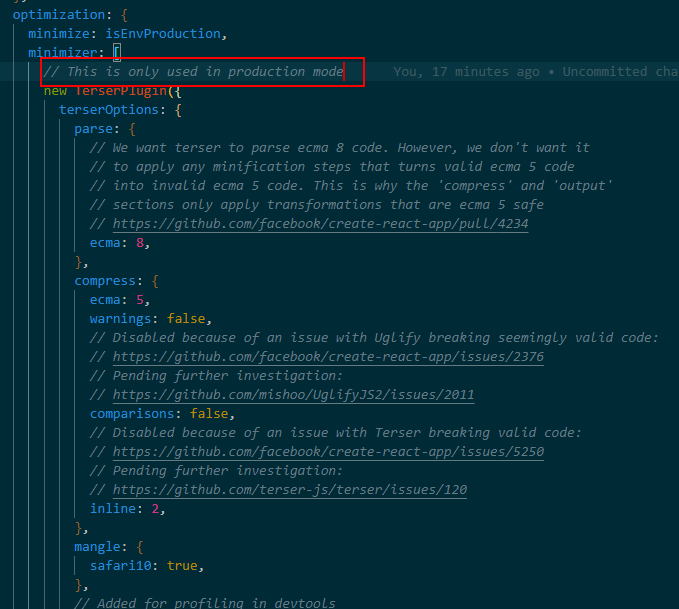 optimization: {
minimize: isEnvProduction,
minimizer: [
// This is only used in production mode You, 17 minutes ago • Uncommitted cha
new TerserPlugin({
terserOptions: {
parse: {
// We want terser to parse ecma 8 code. However, we don't want it
// to apply any minification steps that turns valid ecma 5 code
// into invalid ecma 5 code. This is why the 'compress' and 'output'
// sections only apply transformations that are ecma 5 safe
// https://github.com/facebook/create-react-app/pull/4234
ecma: 8,
},
compress: {
ecma: 5,
warnings: false,
// Disabled because of an issue with Uglify breaking seemingly valid code:
// https://github.com/facebook/create-react-app/issues/2376
// Pending further investigation:
// https://github.com/mishoo/UglifyJS2/issues/2011
comparisons: false,
// Disabled because of an issue with Terser breaking valid code:
// https://github.com/facebook/create-react-app/issues/5250
// Pending further investigation:
// https://github.com/terser-js/terser/issues/120
inline: 2,
},
mangle: {
safari10: true,
},
// Added for profiling in devtools